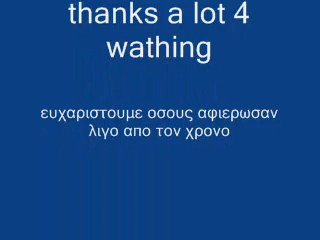 thanks a lot 4
wathing
ευχαριστουμε οσους αφιερωσαν
λιγο απο τον χρονο